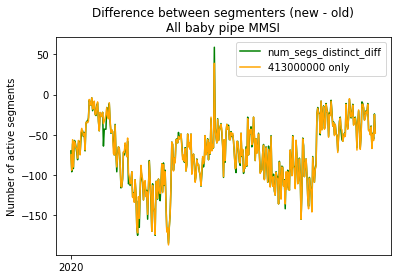 Difference between segmenters (new - old)
All baby pipe MMSI
num_segs_distinct_diff
413000000 only
Number of active segments
50
0
−50
−100
−150
2020